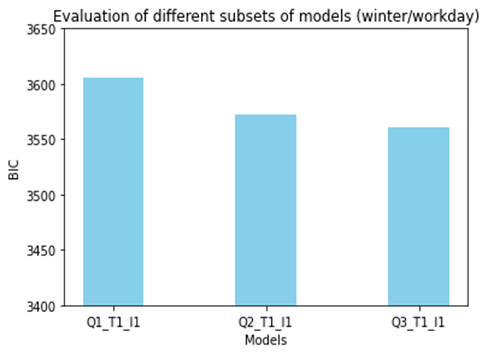 Evaluation of different subsets of models (winter/workday)
3650
3600
3550
3500
3450
3400
BIC
Q1_T1_I1 Q2_T1_I1 Q3_T1_I1
Models